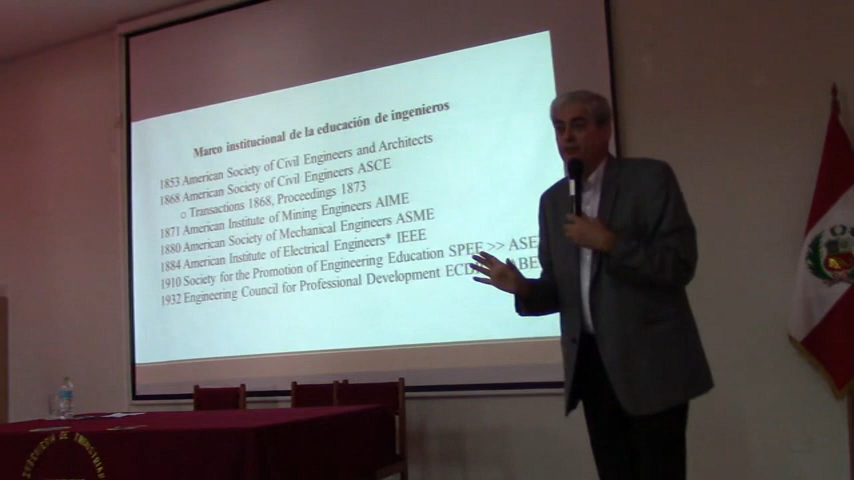 Marco institucional de la educación de ingenieros
1853 American Society of Civil Engineers and Architects
1868 American Society of Civil Engineers ASCE
o Transactions 1868, Proceedings 1873
1871 American Institute of Mining Engineers AIME
1880 American Society of Mechanical Engineers ASME
1884 American Institute of Electrical Engineers* IEEE
1910 Society for the Promotion of Engineering Education SPEE >> ASE
1932 Engineering Council for Professional Development
DE INDUSTRIA